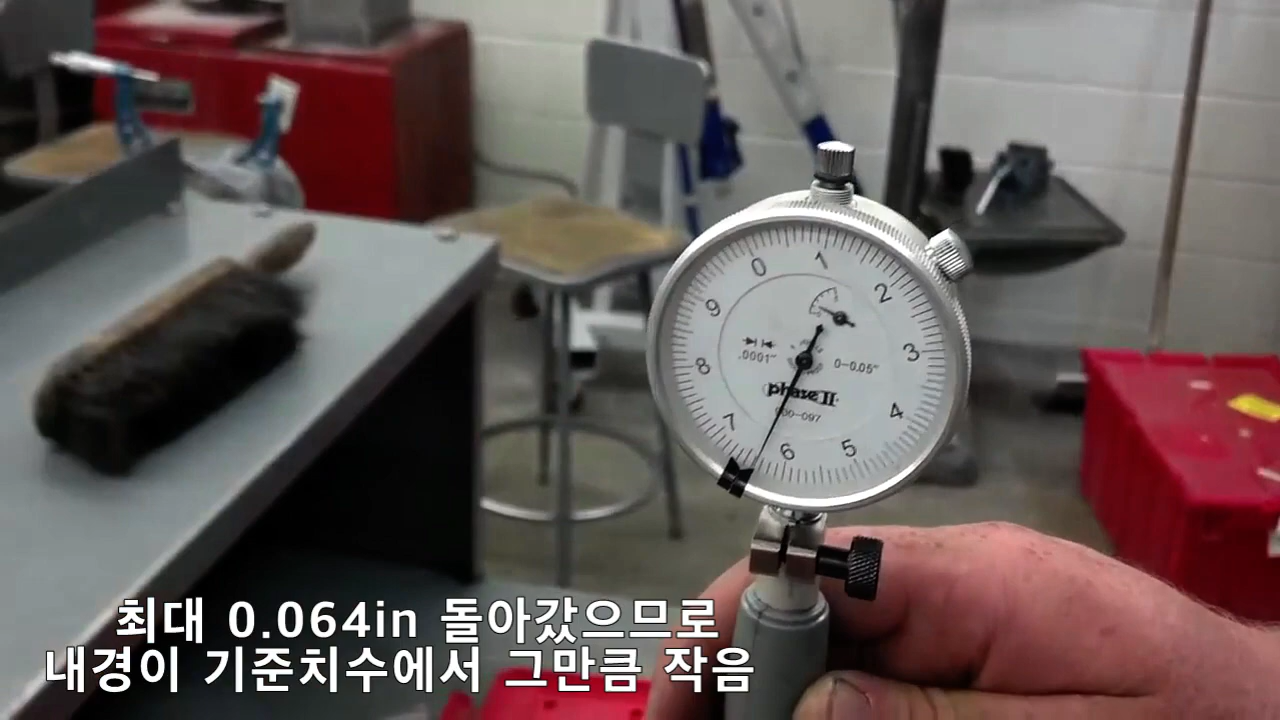 0 1 2 3 4 5 6 7 8 9
.0001"
0-0.05"
phase II
최대 0.064in 돌아갔으므로
내경이 기준치수에서 그만큼 작음